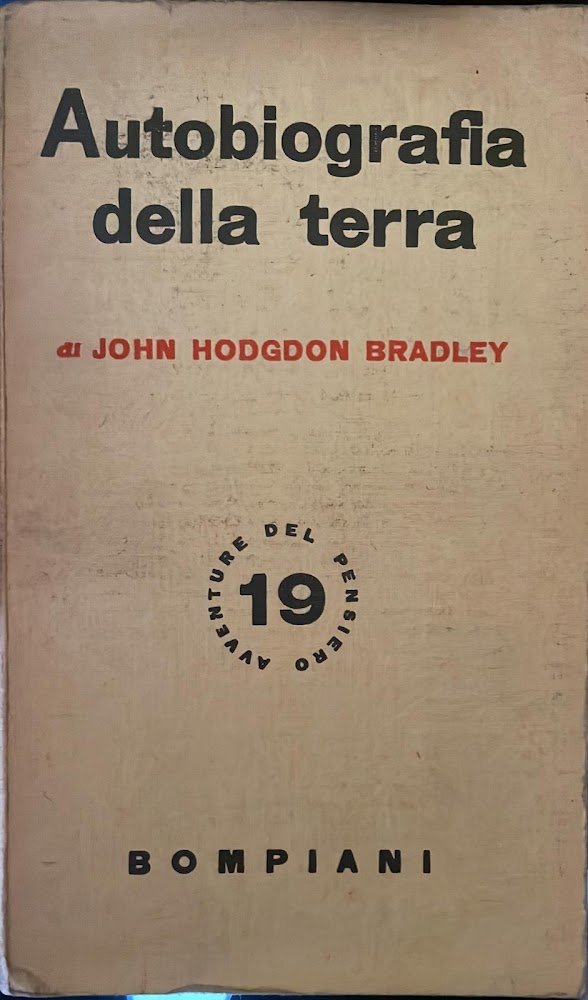 Autobiografia
della terra
di JOHN HODGDON BRADLEY
AVVENTURE DEL PENSIERO
19
BOMPIANI